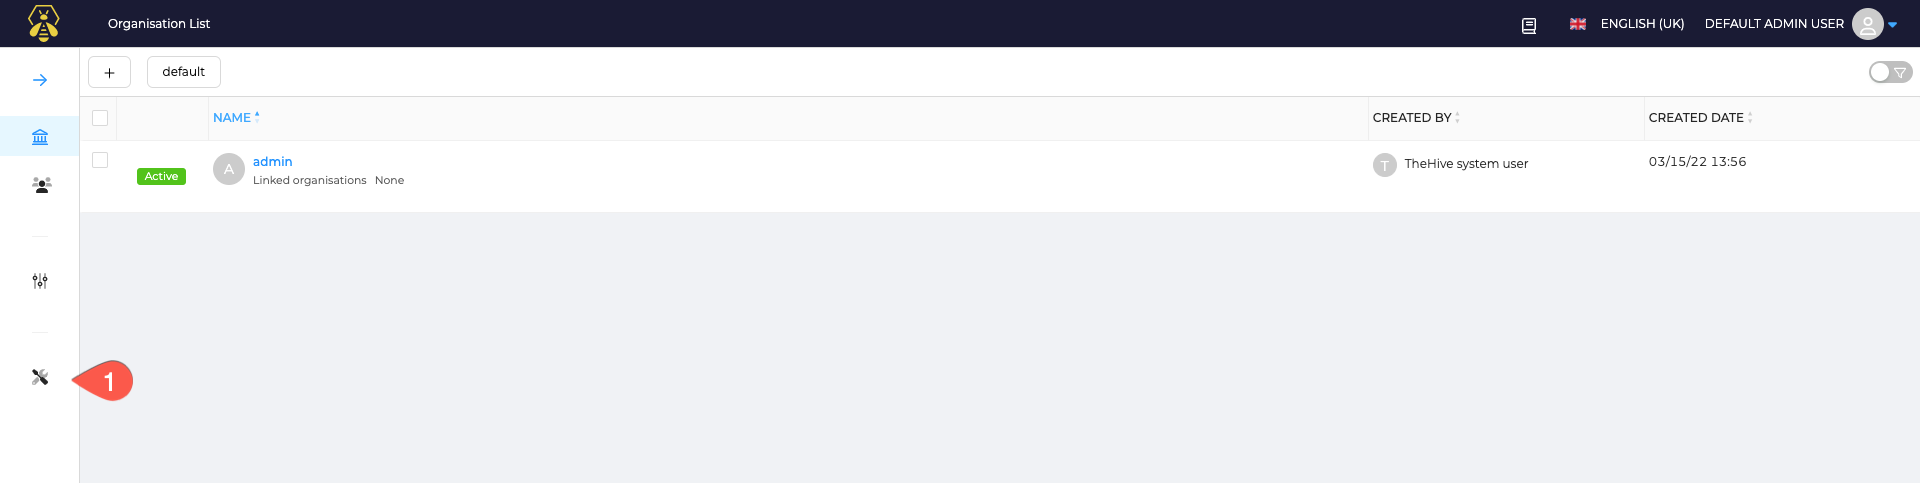 Organisation List
ENGLISH (UK)
DEFAULT ADMIN USER
default
NAME
CREATED BY
CREATED DATE
Active
A
admin
Linked organisations None
T
TheHive system user
03/15/22 13:56
1